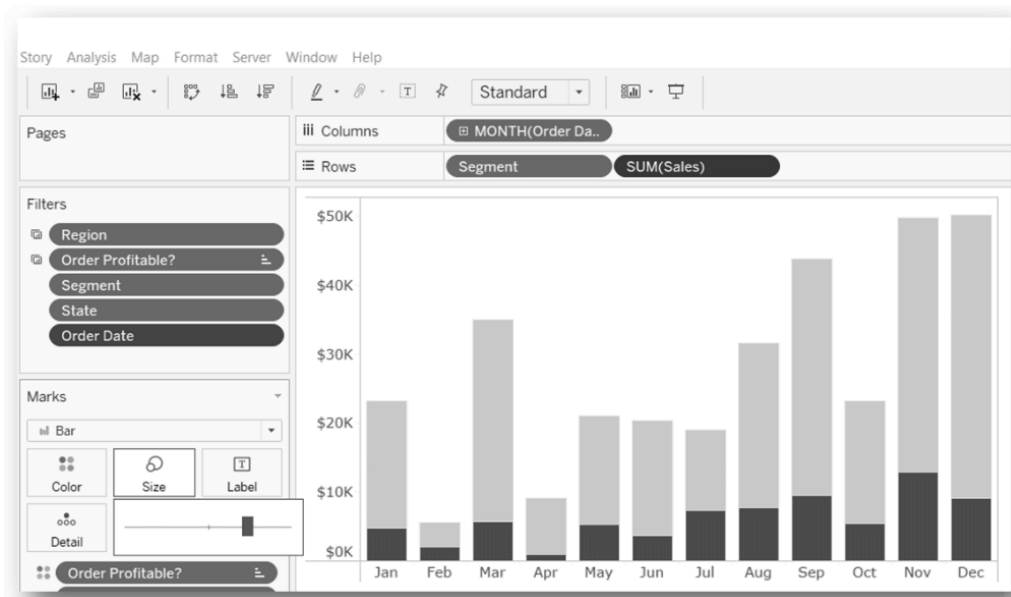 Story Analysis Map Format Server Window Help
Standard
Pages
Columns
MONTH(Order Da..
Rows
Segment
SUM(Sales)
Filters
Region
Order Profitable?
Segment
State
Order Date
Marks
Bar
Color
Size
Label
Detail
Order Profitable?
$50K
$40K
$30K
$20K
$10K
$0K
Jan Feb Mar Apr May Jun Jul Aug Sep Oct Nov Dec